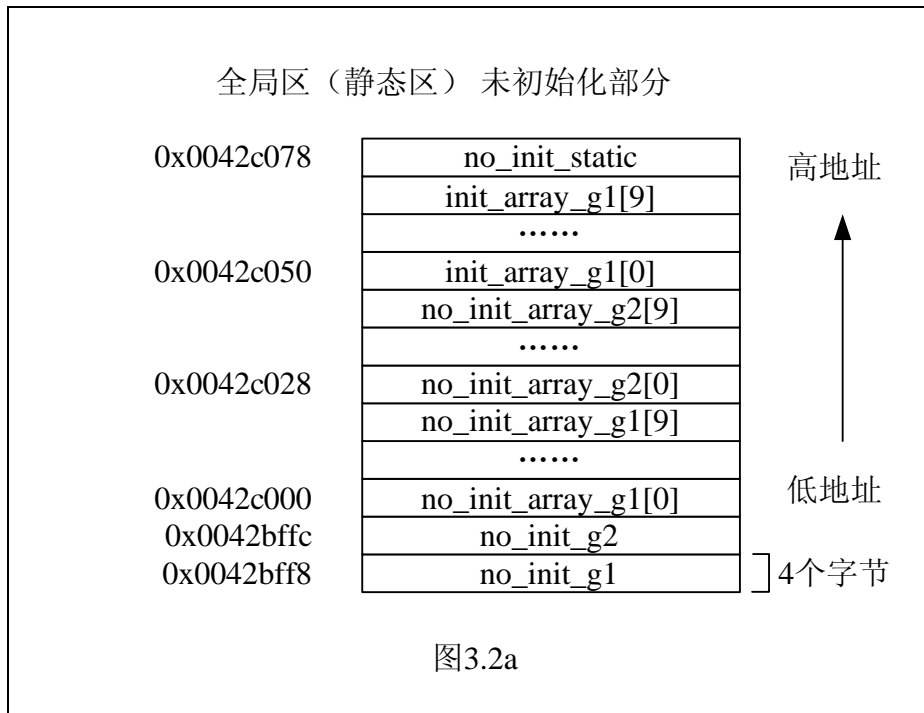 全局区（静态区） 未初始化部分
0x0042c078 no_init_static 高地址
init_array_g1[9]
……
0x0042c050 init_array_g1[0]
no_init_array_g2[9]
……
0x0042c028 no_init_array_g2[0]
no_init_array_g1[9]
……
0x0042c000 no_init_array_g1[0] 低地址
0x0042bffc no_init_g2
0x0042bff8 no_init_g1 4个字节
图3.2a